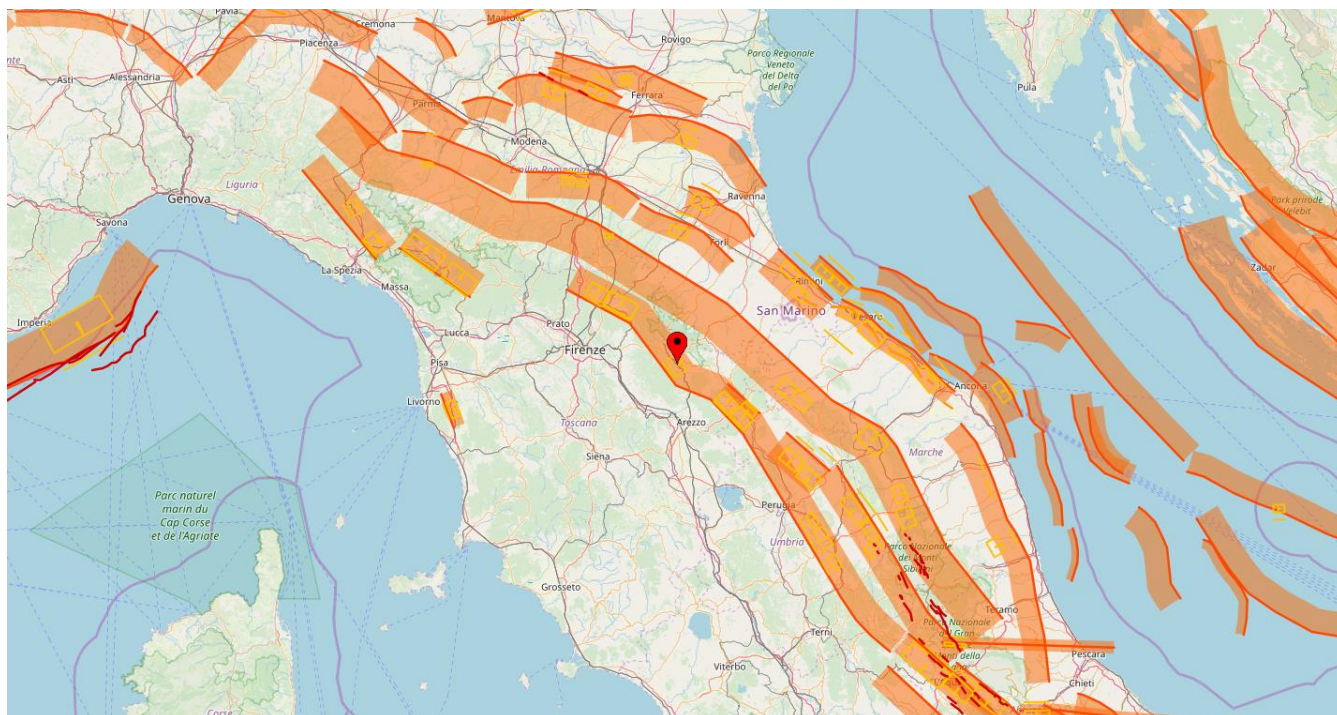 Pavia
Cremona
Mantova
Rovigo
Piacenza
Asti
Alessandria
Parco Regionale
Veneto
del Delta
del Po
Pula
Parma
Ferrara
Modena
Emilia-Romagna
Liguria
Genova
Ravenna
Park prirode
Velebit
Savona
Forlì
Zadar
La Spezia
Massa
Rimini
San Marino
Pesaro
Imperia
Lucca
Prato
Firenze
Pisa
Livorno
Ancona
Toscana
Arezzo
Siena
Marche
Parc naturel
marin du
Cap Corse
et de l'Agriate
Perugia
Umbria
Parco Nazionale
dei Monti
Sibillini
Grosseto
Teramo
Parco Nazionale
del Gran
Terni
Pescara
Viterbo
Chieti
Corse